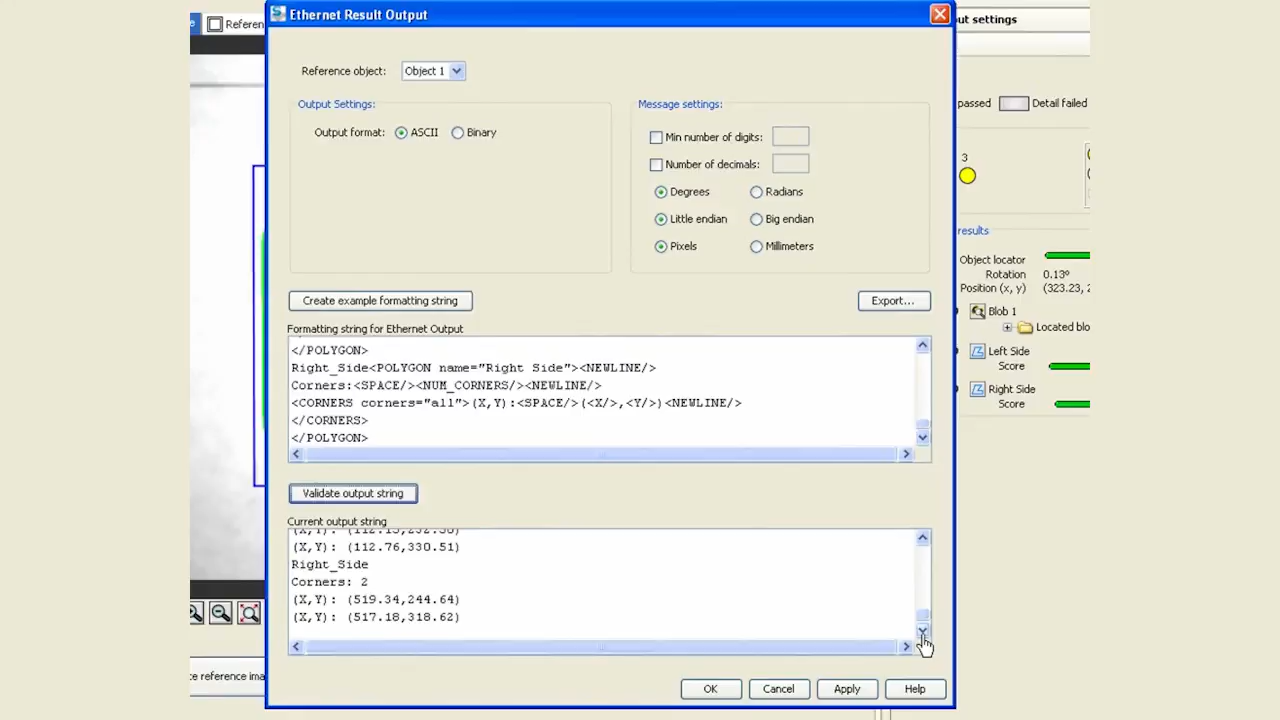 Ethernet Result Output
Referen
ut settings
Reference object: Object 1
Output Settings:
Output format: ASCII Binary
Message settings:
Min number of digits:
Number of decimals:
Degrees Radians
Little endian Big endian
Pixels Millimeters
passed Detail failed
3
results
Object locator
Rotation 0.13º
Position (x, y) (323.23, 2
Blob 1
Located blo
Left Side
Score
Right Side
Score
Create example formatting string
Export...
Formatting string for Ethernet Output
</POLYGON>
Right_Side<POLYGON name="Right Side"><NEWLINE/>
Corners:<SPACE/><NUM_CORNERS/><NEWLINE/>
<CORNERS corners="all">(X,Y):<SPACE/>(<X/>,<Y/>)<NEWLINE/>
</CORNERS>
</POLYGON>
Validate output string
Current output string
(X,Y): (112.76,330.51)
Right_Side
Corners: 2
(X,Y): (519.34,244.64)
(X,Y): (517.18,318.62)
e reference ima
OK Cancel Apply Help